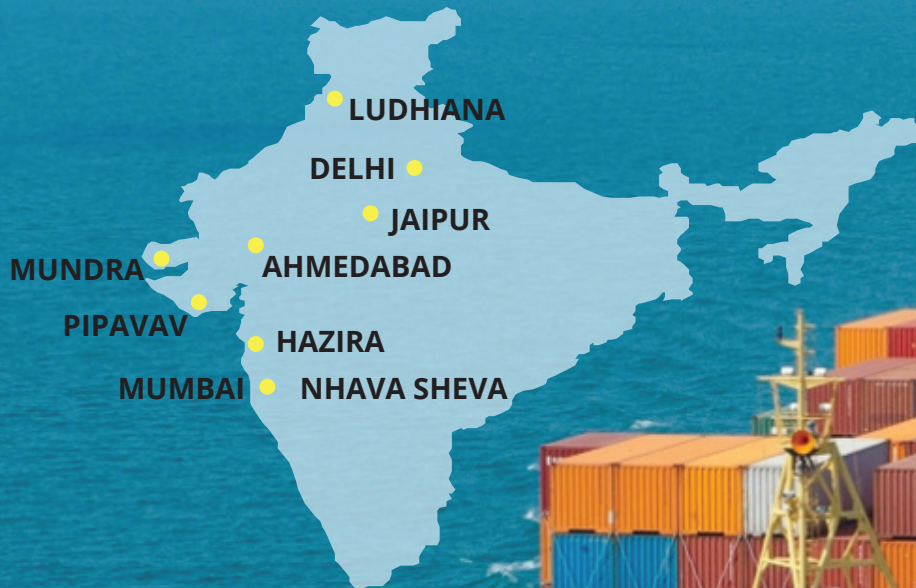 LUDHIANA
DELHI
JAIPUR
AHMEDABAD
MUNDRA
PIPAVAV
HAZIRA
MUMBAI
NHAVA SHEVA